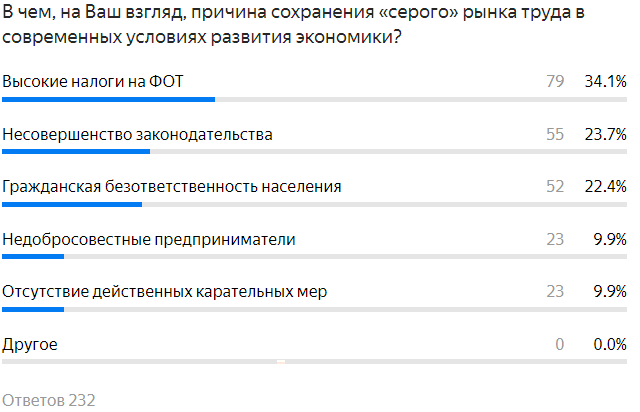 В чем, на Ваш взгляд, причина сохранения «серого» рынка труда в
современных условиях развития экономики?
Высокие налоги на ФОТ 79 34.1%
Несовершенство законодательства 55 23.7%
Гражданская безответственность населения 52 22.4%
Недобросовестные предприниматели 23 9.9%
Отсутствие действенных карательных мер 23 9.9%
Другое 0 0.0%
Ответов 232